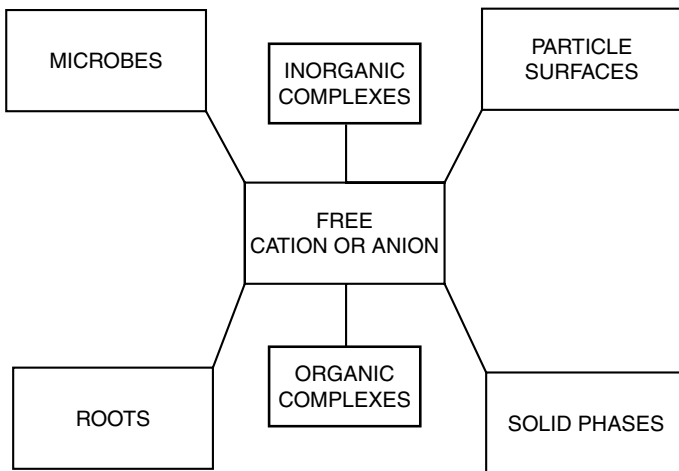 MICROBES
INORGANIC
COMPLEXES
PARTICLE
SURFACES
FREE
CATION OR ANION
ROOTS
ORGANIC
COMPLEXES
SOLID PHASES